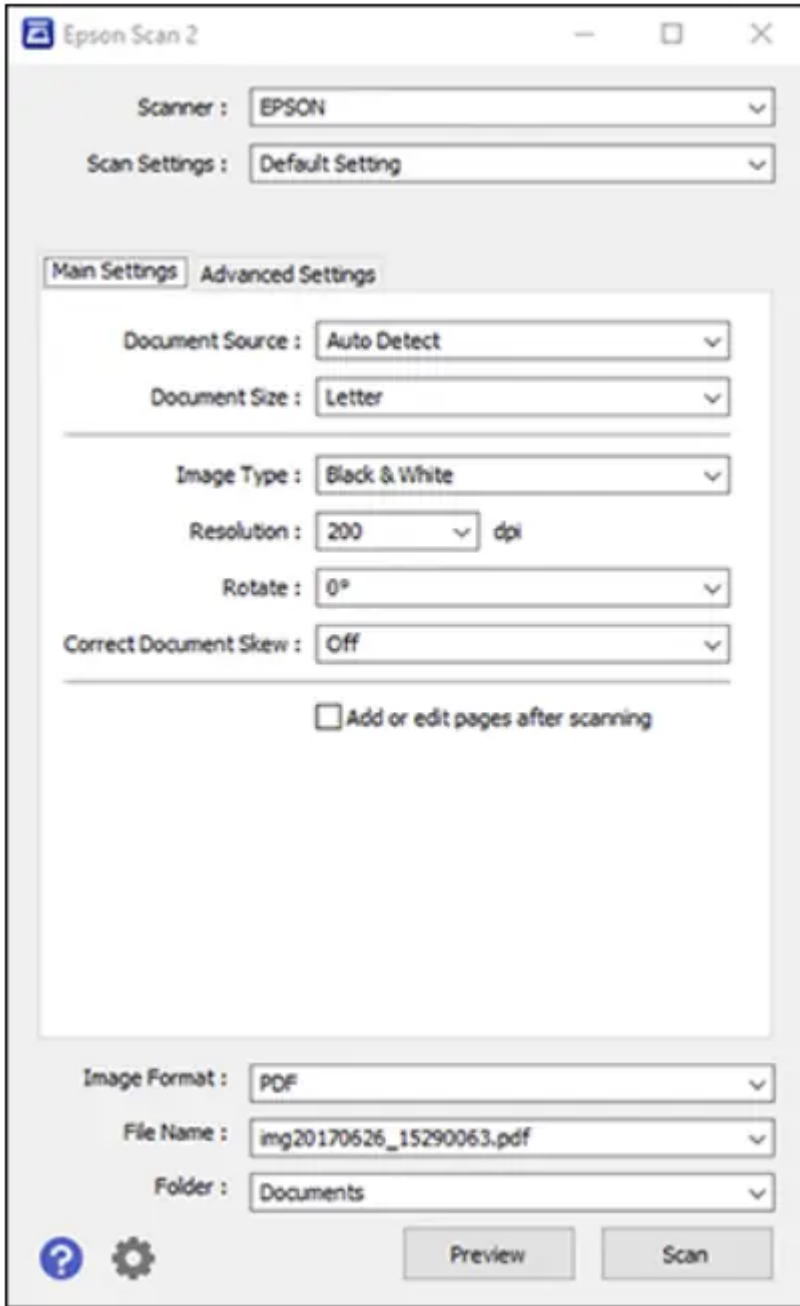 Epson Scan 2
Scanner : EPSON
Scan Settings : Default Setting
Main Settings Advanced Settings
Document Source : Auto Detect
Document Size : Letter
Image Type : Black & White
Resolution : 200 dpi
Rotate : 0°
Correct Document Skew : Off
Add or edit pages after scanning
Image Format : PDF
File Name : img20170626_15290063.pdf
Folder : Documents
? Preview Scan